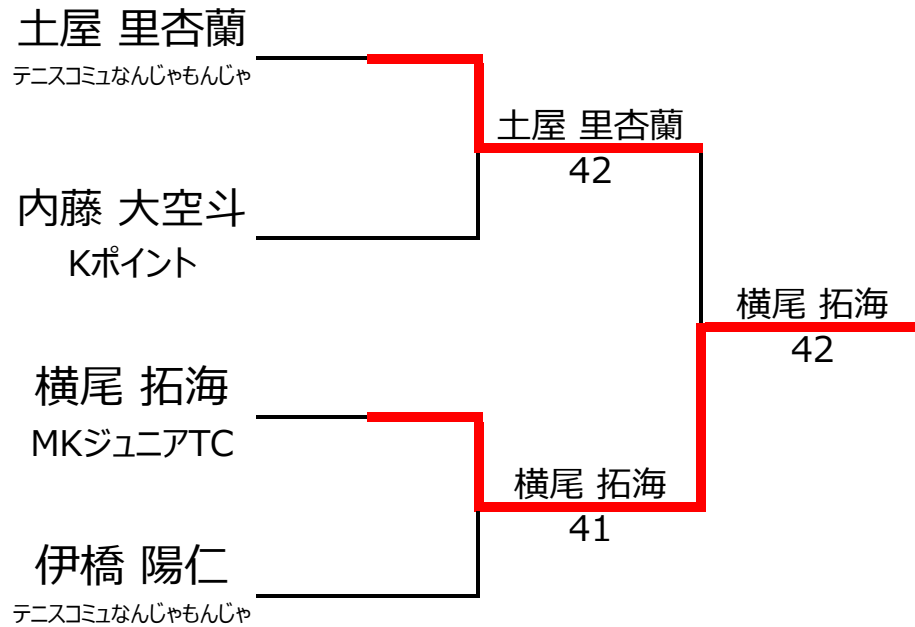 土屋 里杏蘭
テニスコミュなんじゃもんじゃ
土屋 里杏蘭
42
内藤 大空斗
Kポイント
横尾 拓海
42
横尾 拓海
MKジュニアTC
横尾 拓海
41
伊橋 陽仁
テニスコミュなんじゃもんじゃ